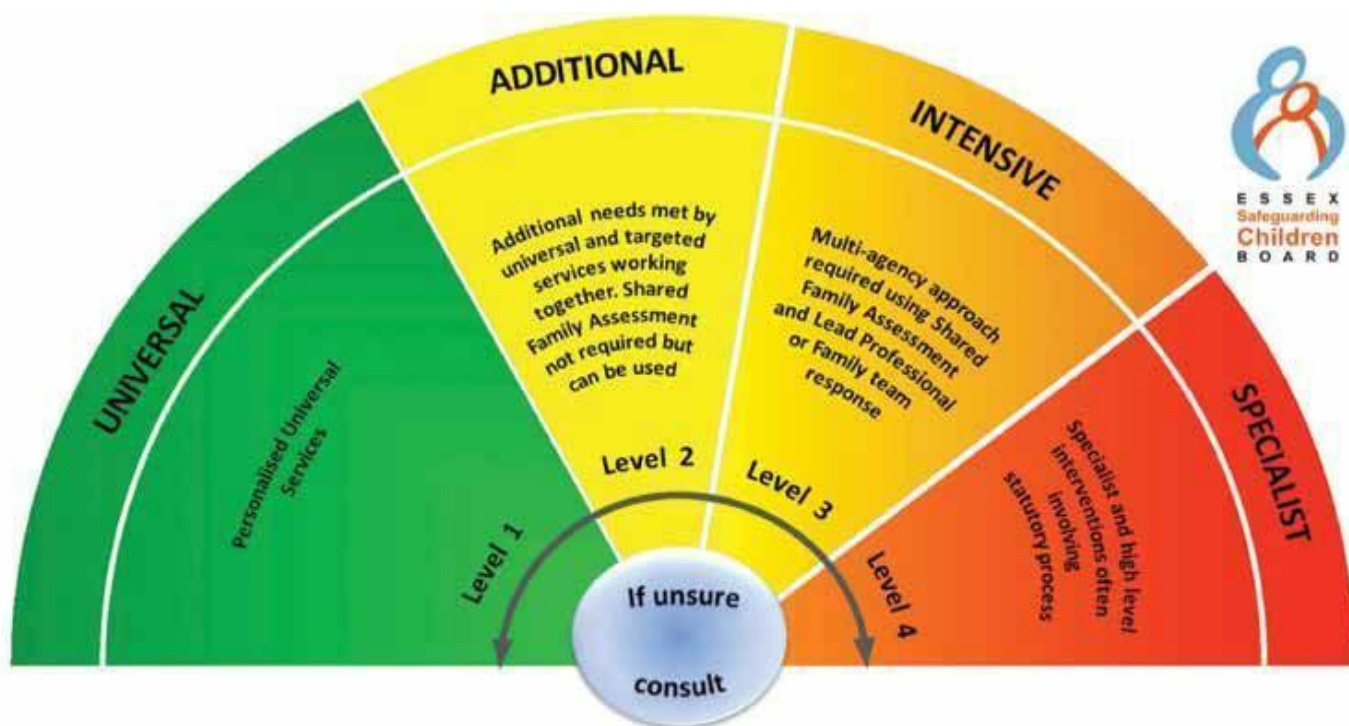 UNIVERSAL
Personalised Universal
Services
Level 1
ADDITIONAL
Additional needs met by
universal and targeted
services working
together. Shared
Family Assessment
not required but
can be used
Level 2
INTENSIVE
Multi-agency approach
required using Shared
Family Assessment
and Lead Professional
or Family team
response
Level 3
SPECIALIST
Specialist and high level
interventions often
involving
statutory process
Level 4
If unsure
consult
ESSEX
Safeguarding
Children
BOARD